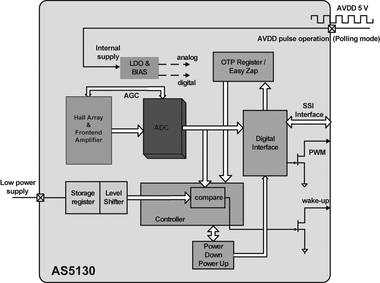 AVDD 5 V
AVDD pulse operation (Polling mode)
Internal
supply
LDO &
BIAS
analog
digital
OTP Register /
Easy Zap
AGC
Hall Array
&
Frontend
Amplifier
ADC
Digital
Interface
SSI
Interface
PWM
Low power
supply
Storage
register
Level
Shifter
compare
Controller
wake-up
Power
Down
Power Up
AS5130